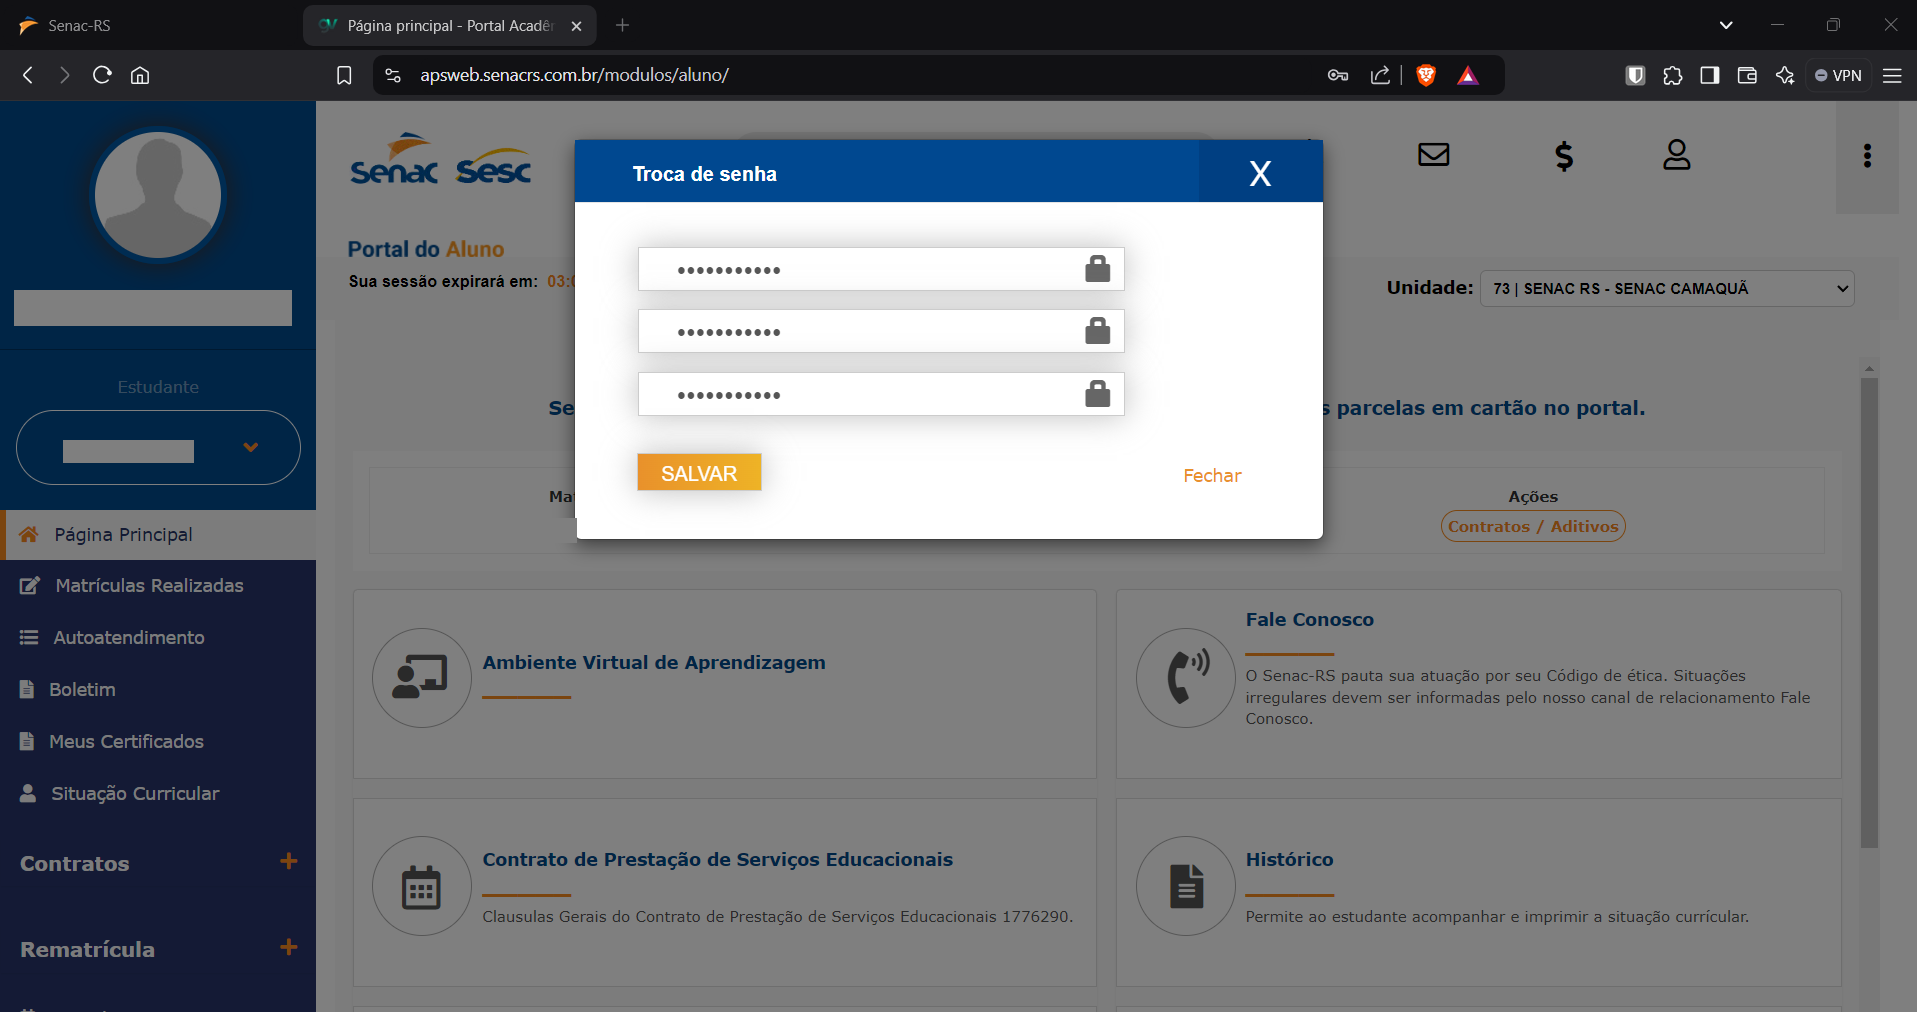 Senac-RS
Página principal - Portal Acadêr
apsweb.senacrs.com.br/modulos/aluno/
VPN
Senac Sesc
Portal do Aluno
Sua sessão expirará em: 03:
Unidade: 73 | SENAC RS - SENAC CAMAQUÃ
Troca de senha
X
•••••••••••
•••••••••••
•••••••••••
SALVAR
Fechar
Se
s parcelas em cartão no portal.
Ma
Ações
Contratos / Aditivos
Estudante
Página Principal
Matrículas Realizadas
Autoatendimento
Boletim
Meus Certificados
Situação Curricular
Contratos +
Rematrícula +
Ambiente Virtual de Aprendizagem
Fale Conosco
O Senac-RS pauta sua atuação por seu Código de ética. Situações
irregulares devem ser informadas pelo nosso canal de relacionamento Fale
Conosco.
Contrato de Prestação de Serviços Educacionais
Clausulas Gerais do Contrato de Prestação de Serviços Educacionais 1776290.
Histórico
Permite ao estudante acompanhar e imprimir a situação currícular.